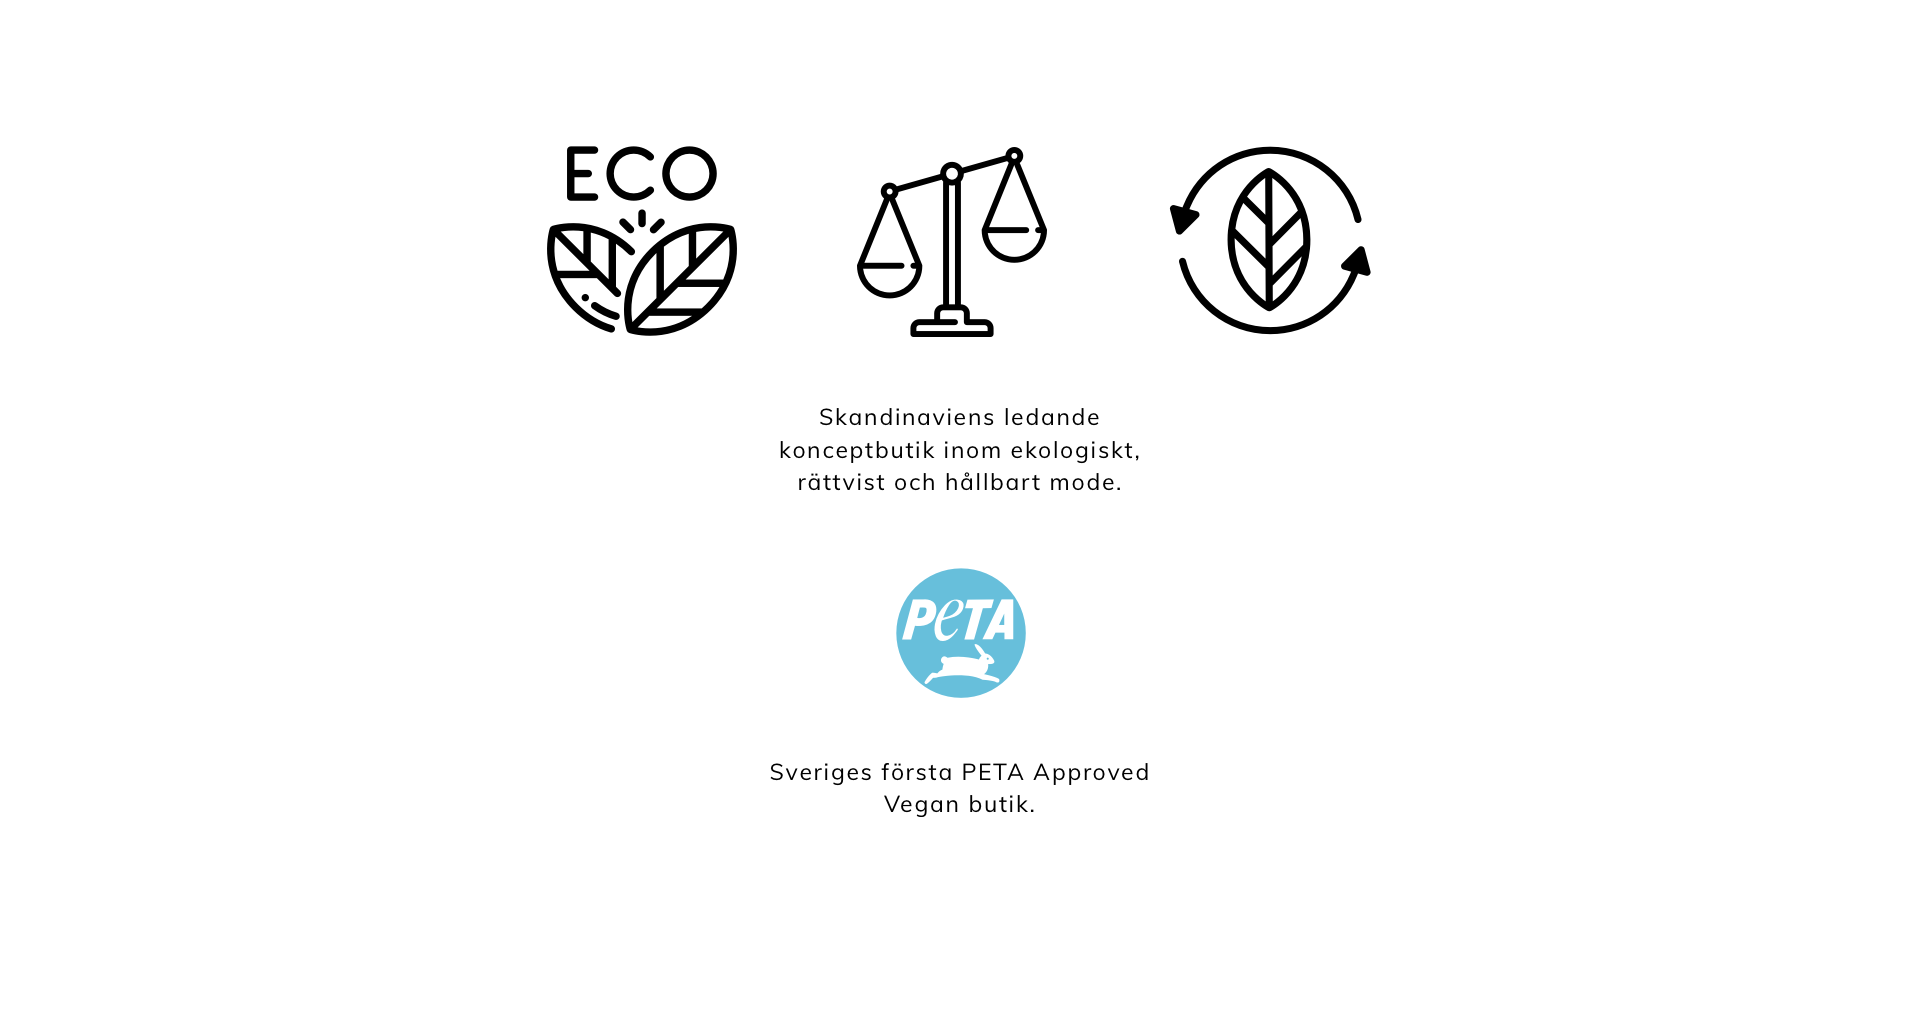 ECO
Skandinaviens ledande
konceptbutik inom ekologiskt,
rättvist och hållbart mode.
PeTA
Sveriges första PETA Approved
Vegan butik.